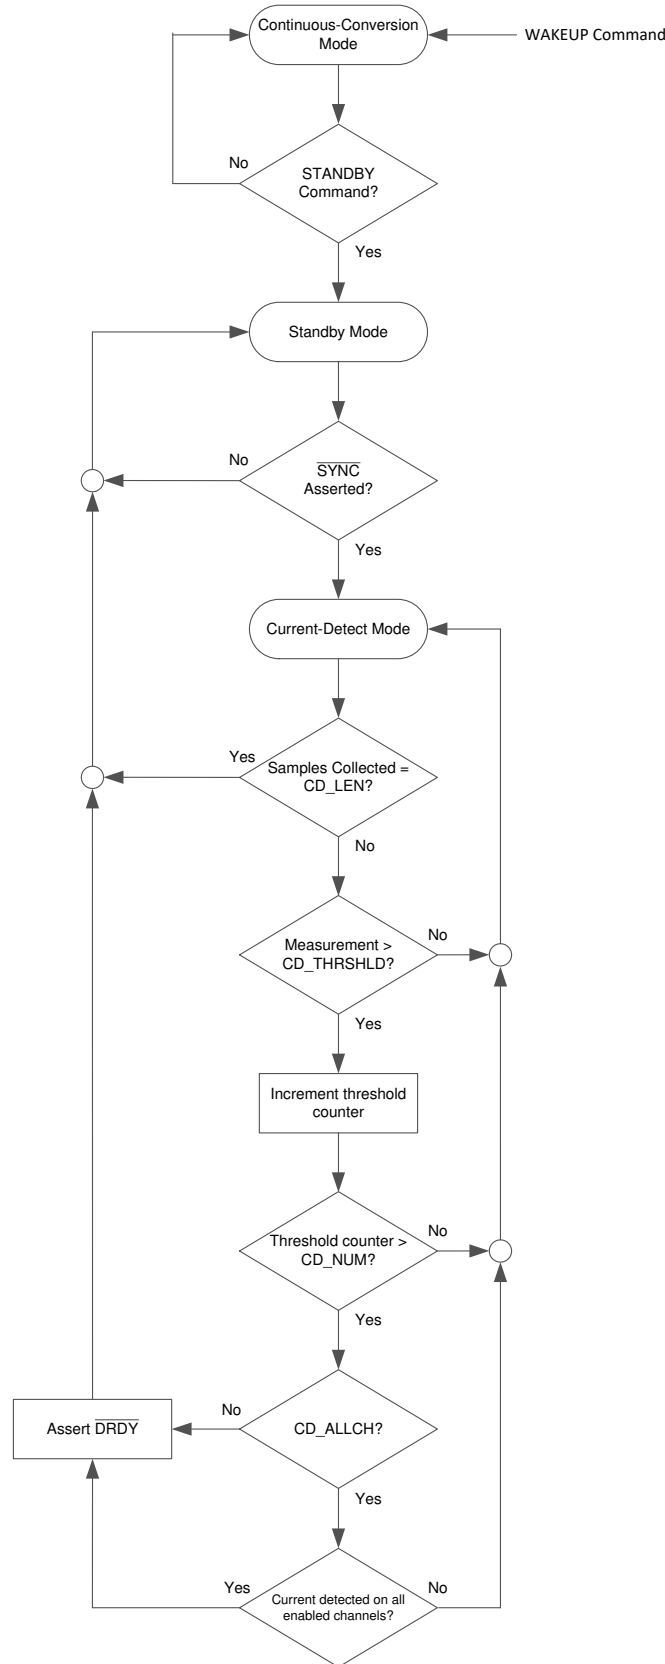 Continuous-Conversion
Mode
WAKEUP Command
No
STANDBY
Command?
Yes
Standby Mode
No
SYNC
Asserted?
Yes
Current-Detect Mode
Yes
Samples Collected =
CD_LEN?
No
Measurement >
CD_THRSHLD?
No
Yes
Increment threshold
counter
Threshold counter >
CD_NUM?
No
Yes
Assert DRDY
No
CD_ALLCH?
Yes
Yes
Current detected on all
enabled channels?
No